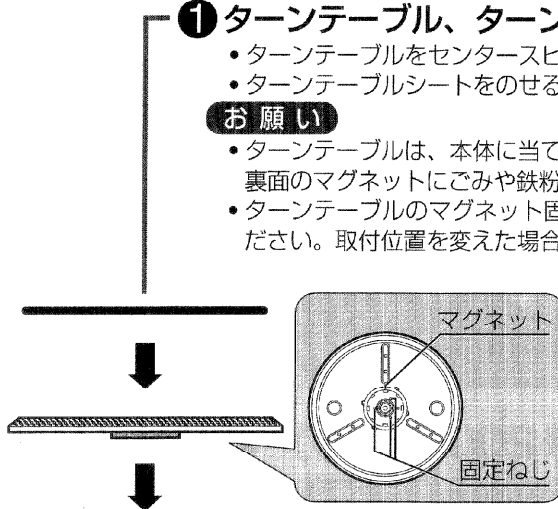 ❶ターンテーブル、ターン
•ターンテーブルをセンタースピ
•ターンテーブルシートをのせる
お願い
•ターンテーブルは、本体に当て
裏面のマグネットにごみや鉄粉
•ターンテーブルのマグネット固
ださい。取付位置を変えた場合
マグネット
固定ねじ